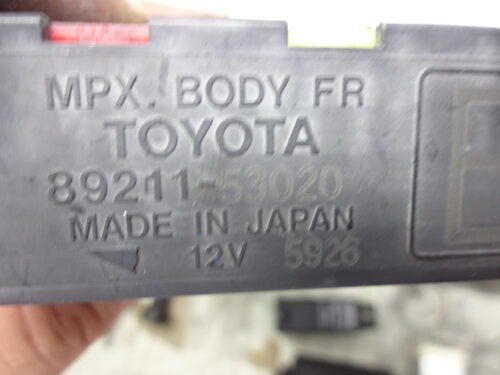 MPX. BODY FR
TOYOTA
89211-53020
MADE IN JAPAN
12V 5926